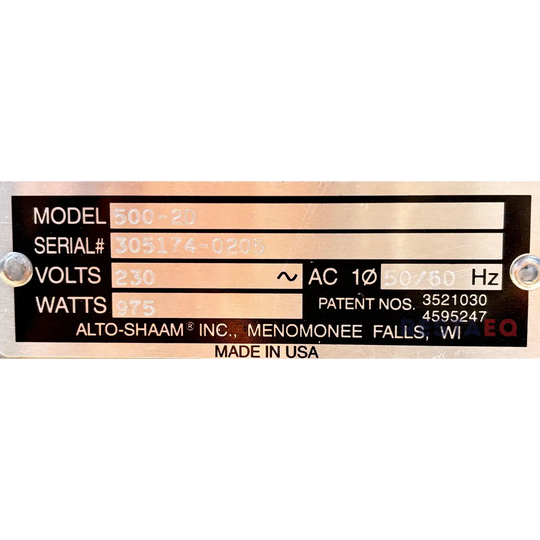 MODEL 500-2D
SERIAL# 305174-0205
VOLTS 230 ~ AC 1Ø 50/60 Hz
WATTS 975 PATENT NOS. 3521030
4595247
ALTO-SHAAM® INC., MENOMONEE FALLS, WI
MADE IN USA